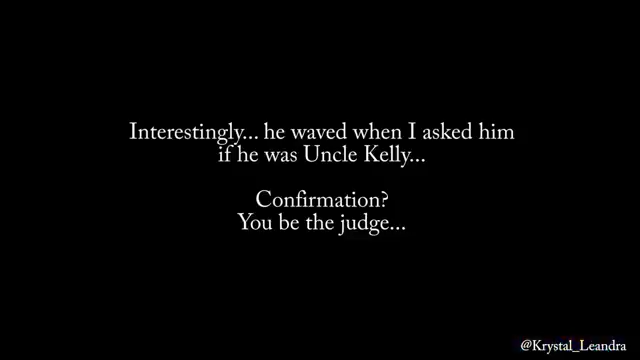 Interestingly... he waved when I asked him
if he was Uncle Kelly...
Confirmation?
You be the judge...
@Krystal_Leandra